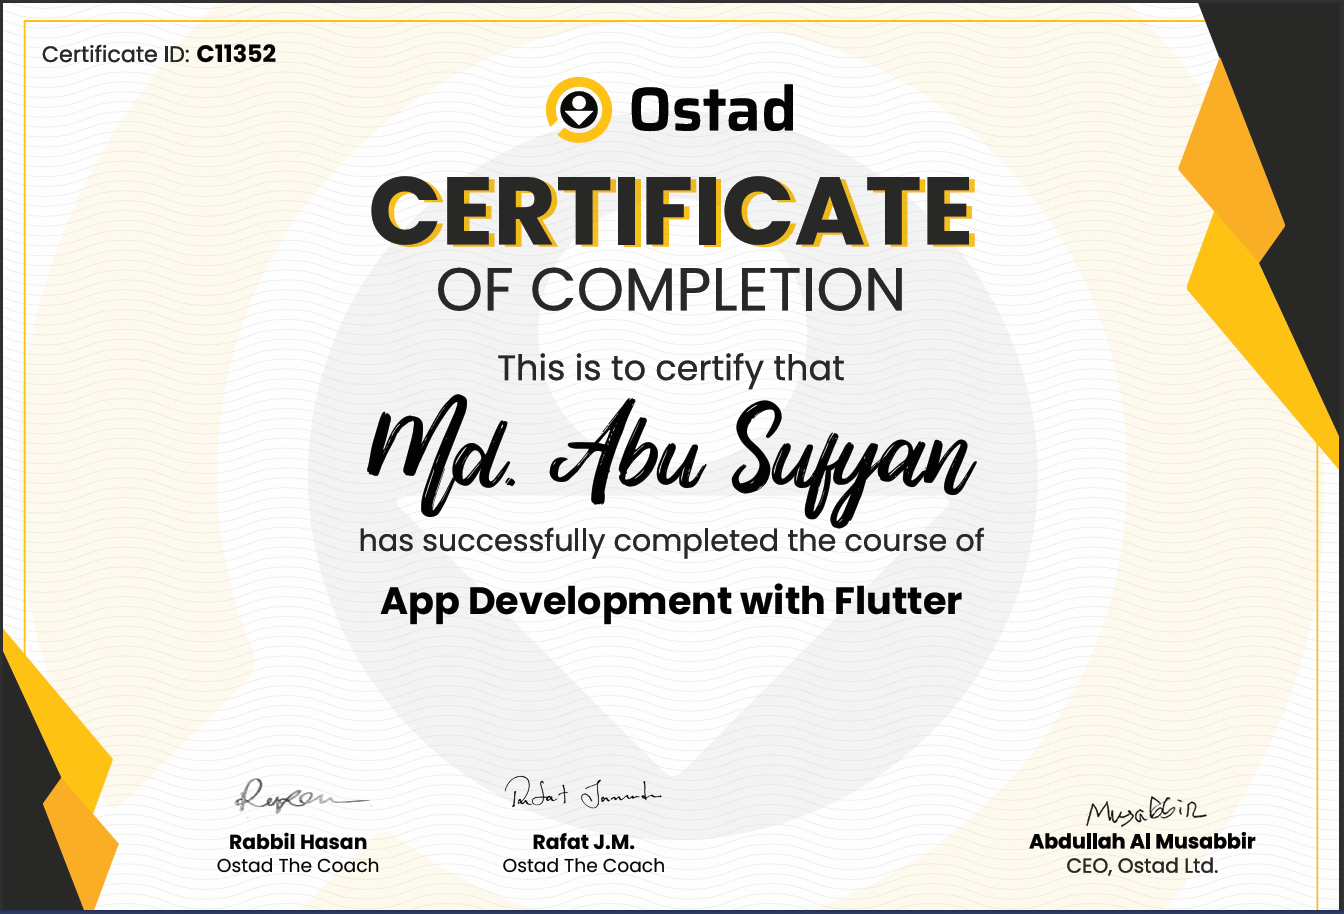 Certificate ID: C11352
Ostad
CERTIFICATE
OF COMPLETION
This is to certify that
Md. Abu Sufyan
has successfully completed the course of
App Development with Flutter
Musabbir
Rabbil Hasan
Rafat J.M.
Abdullah Al Musabbir
Ostad The Coach
Ostad The Coach
CEO, Ostad Ltd.